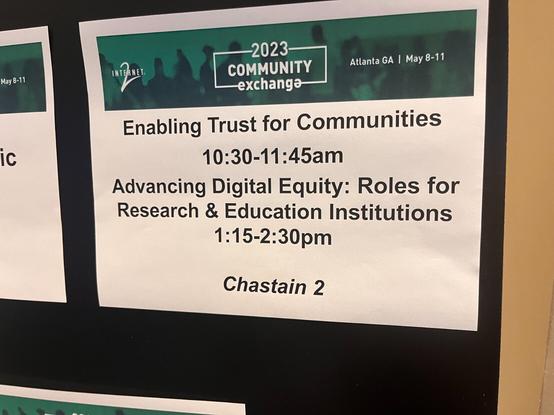 May 8-11
ic
INTERNET
2
2023
COMMUNITY
exchange
Atlanta GA | May 8-11
Enabling Trust for Communities
10:30-11:45am
Advancing Digital Equity: Roles for
Research & Education Institutions
1:15-2:30pm
Chastain 2